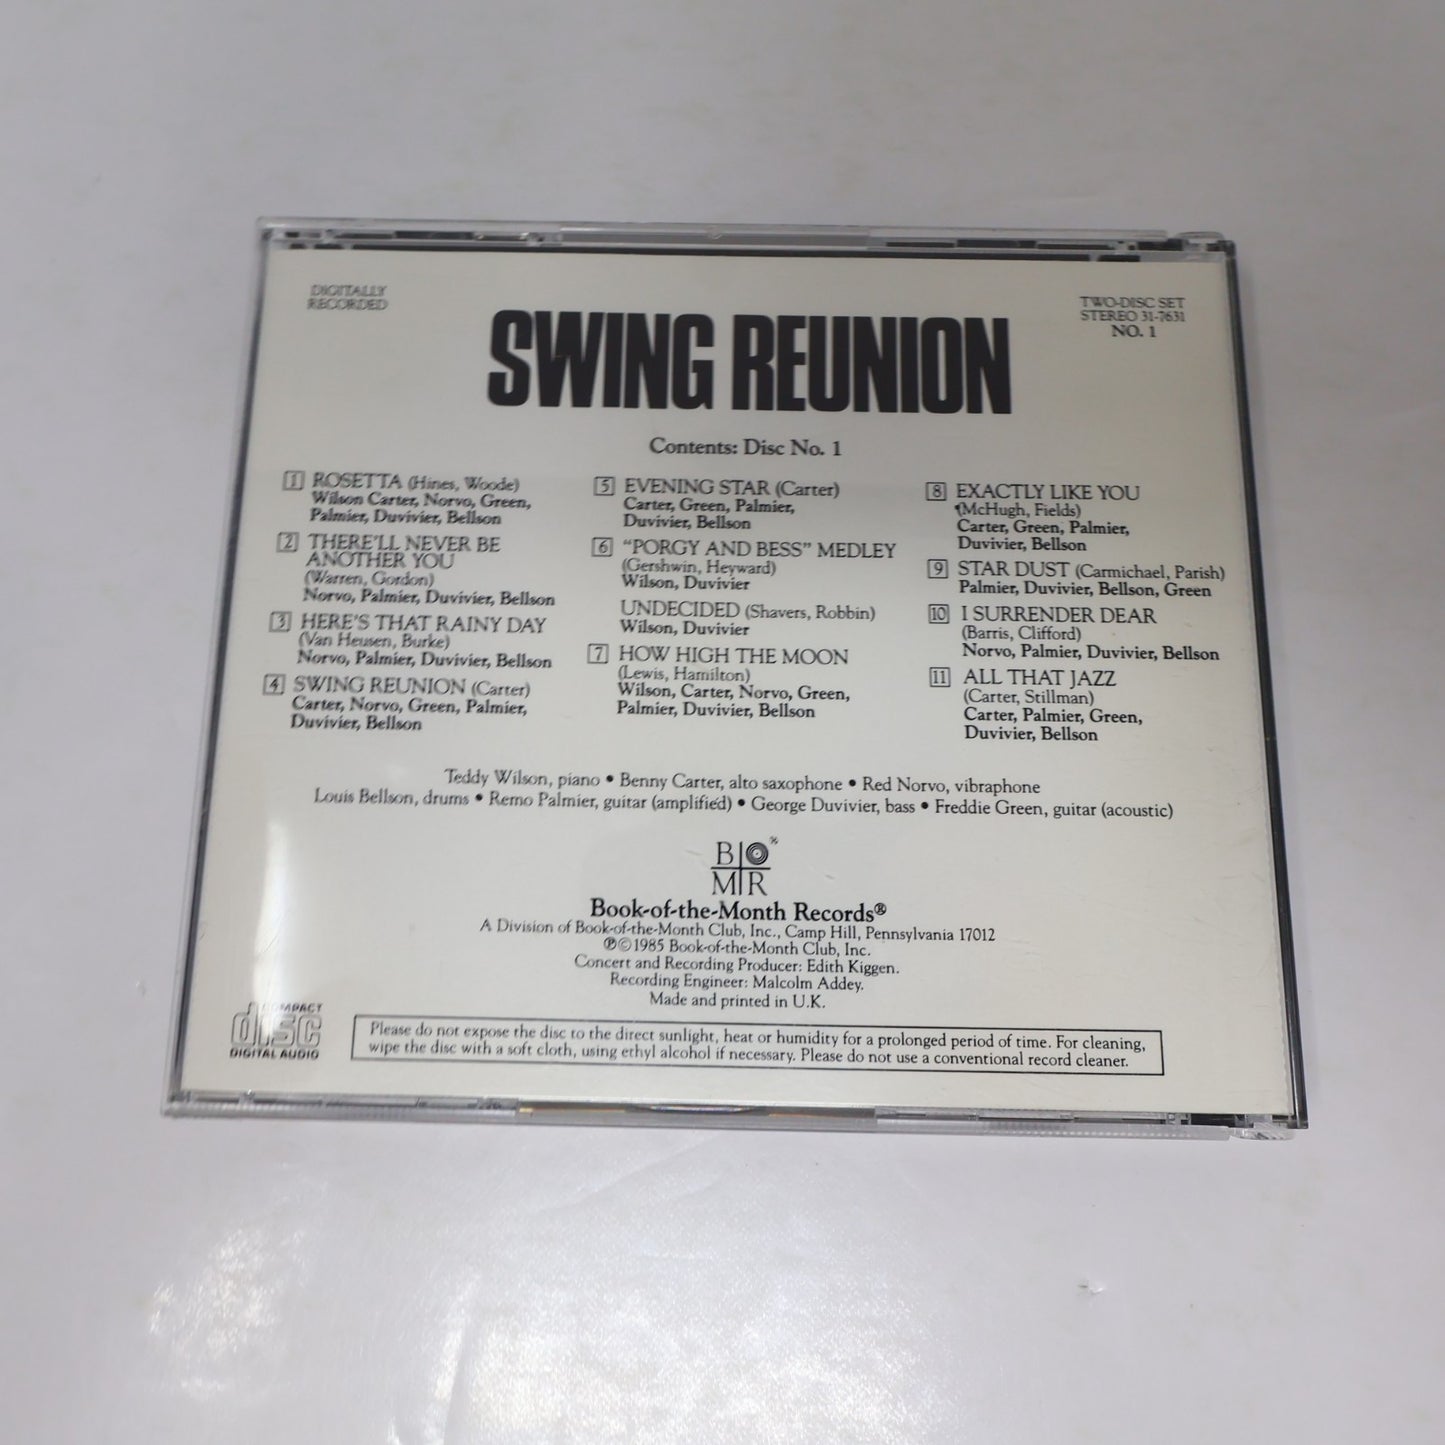 DIGITALLY
RECORDED
TWO-DISC SET
STEREO 31-7631
NO. 1
SWING REUNION
Contents: Disc No. 1
1 ROSETTA (Hines, Woode)
Wilson Carter, Norvo, Green,
Palmier, Duvivier, Bellson
2 THERE'LL NEVER BE
ANOTHER YOU
(Warren, Gordon)
Norvo, Palmier, Duvivier, Bellson
3 HERE'S THAT RAINY DAY
(Van Heusen, Burke)
Norvo, Palmier, Duvivier, Bellson
4 SWING REUNION (Carter)
Carter, Norvo, Green, Palmier,
Duvivier, Bellson
5 EVENING STAR (Carter)
Carter, Green, Palmier,
Duvivier, Bellson
6 "PORGY AND BESS" MEDLEY
(Gershwin, Heyward)
Wilson, Duvivier
UNDECIDED (Shavers, Robbin)
Wilson, Duvivier
7 HOW HIGH THE MOON
(Lewis, Hamilton)
Wilson, Carter, Norvo, Green,
Palmier, Duvivier, Bellson
8 EXACTLY LIKE YOU
(McHugh, Fields)
Carter, Green, Palmier,
Duvivier, Bellson
9 STAR DUST (Carmichael, Parish)
Palmier, Duvivier, Bellson, Green
10 I SURRENDER DEAR
(Barris, Clifford)
Norvo, Palmier, Duvivier, Bellson
11 ALL THAT JAZZ
(Carter, Stillman)
Carter, Palmier, Green,
Duvivier, Bellson
Teddy Wilson, piano • Benny Carter, alto saxophone • Red Norvo, vibraphone
Louis Bellson, drums • Remo Palmier, guitar (amplified) • George Duvivier, bass • Freddie Green, guitar (acoustic)
B
MR
Book-of-the-Month Records®
A Division of Book-of-the-Month Club, Inc., Camp Hill, Pennsylvania 17012
℗©1985 Book-of-the-Month Club, Inc.
Concert and Recording Producer: Edith Kiggen.
Recording Engineer: Malcolm Addey.
Made and printed in U.K.
COMPACT
disc
DIGITAL AUDIO
Please do not expose the disc to the direct sunlight, heat or humidity for a prolonged period of time. For cleaning,
wipe the disc with a soft cloth, using ethyl alcohol if necessary. Please do not use a conventional record cleaner.